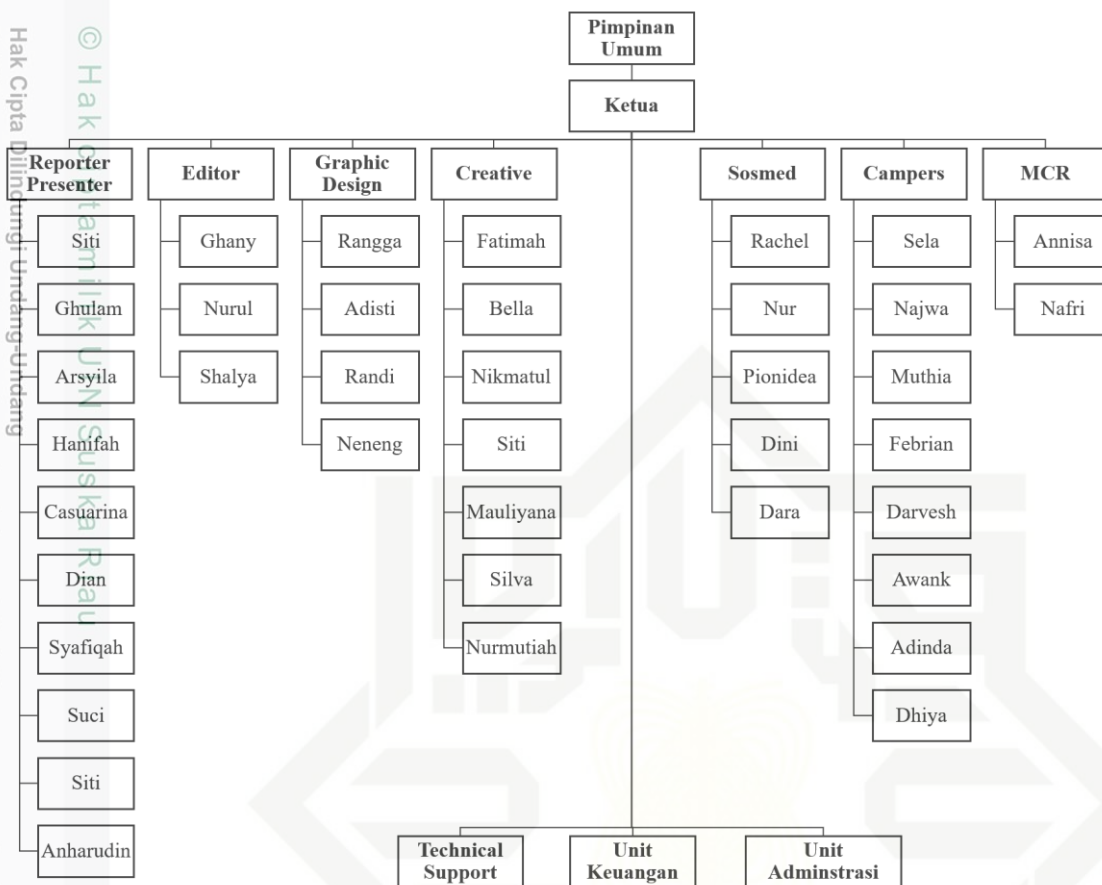 Pimpinan
Umum
Ketua
Reporter
Presenter
Siti
Ghulam
Arsyila
Hanifah
Casuarina
Dian
Syafiqah
Suci
Siti
Anharudin
Editor
Ghany
Nurul
Shalya
Graphic
Design
Rangga
Adisti
Randi
Neneng
Creative
Fatimah
Bella
Nikmatul
Siti
Mauliyana
Silva
Nurmutiah
Sosmed
Rachel
Nur
Pionidea
Dini
Dara
Campers
Sela
Najwa
Muthia
Febrian
Darvesh
Awank
Adinda
Dhiya
MCR
Annisa
Nafri
Technical
Support
Unit
Keuangan
Unit
Adminstrasi
© Hak cipta milik UIN Suska Riau
Hak Cipta Dilindungi Undang-Undang